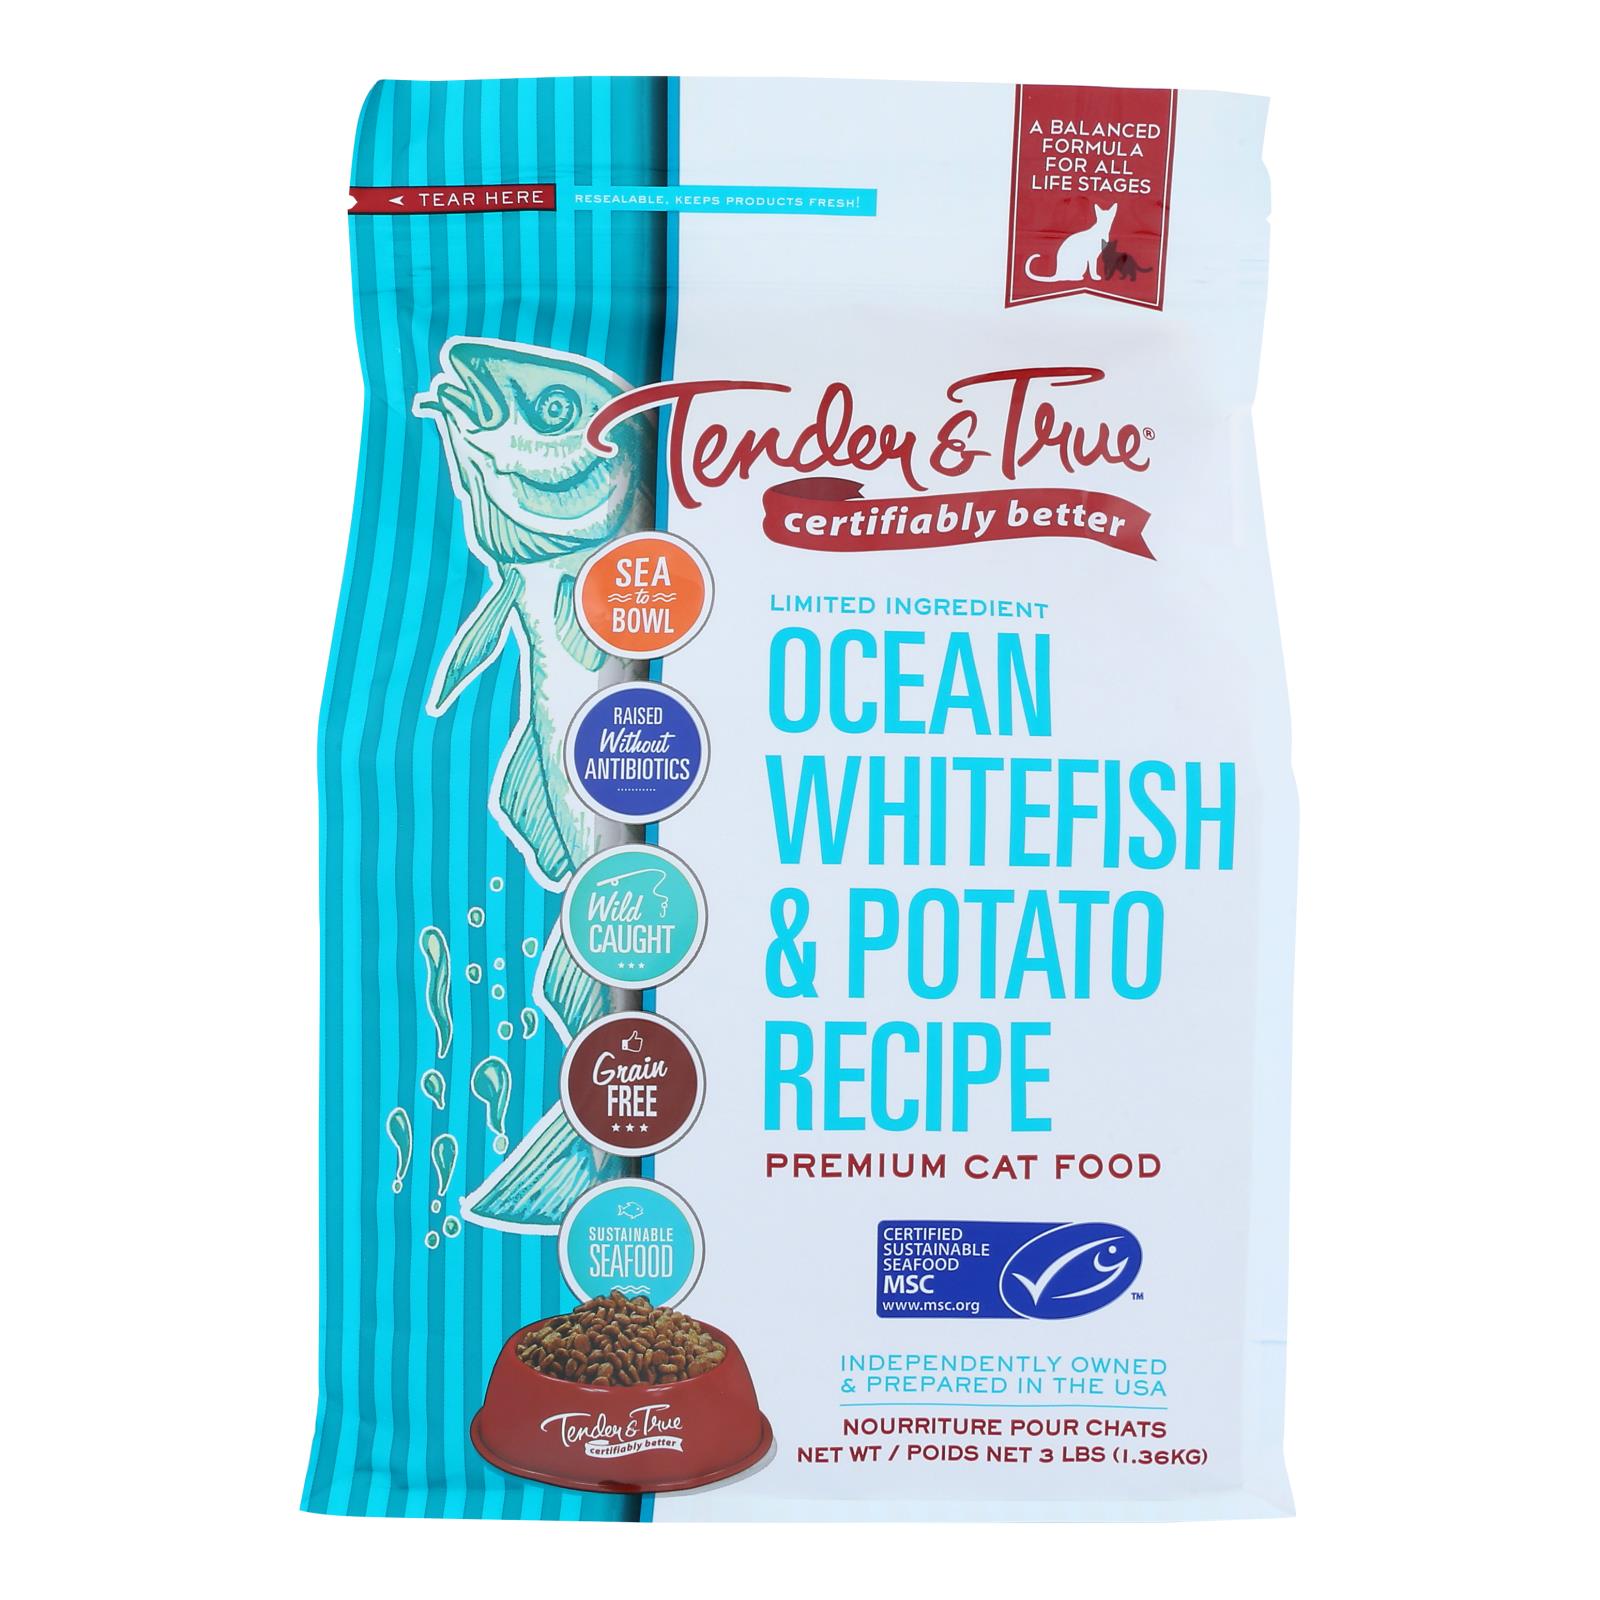 A BALANCED
FORMULA
FOR ALL
LIFE STAGES
TEAR HERE
RESEALABLE, KEEPS PRODUCTS FRESH!
Tender & True®
certifiably better
SEA
to
BOWL
RAISED
Without
ANTIBIOTICS
Wild
CAUGHT
Grain
FREE
SUSTAINABLE
SEAFOOD
LIMITED INGREDIENT
OCEAN
WHITEFISH
& POTATO
RECIPE
PREMIUM CAT FOOD
CERTIFIED
SUSTAINABLE
SEAFOOD
MSC
www.msc.org
TM
INDEPENDENTLY OWNED
& PREPARED IN THE USA
NOURRITURE POUR CHATS
NET WT / POIDS NET 3 LBS (1.36KG)
Tender & True
certifiably better